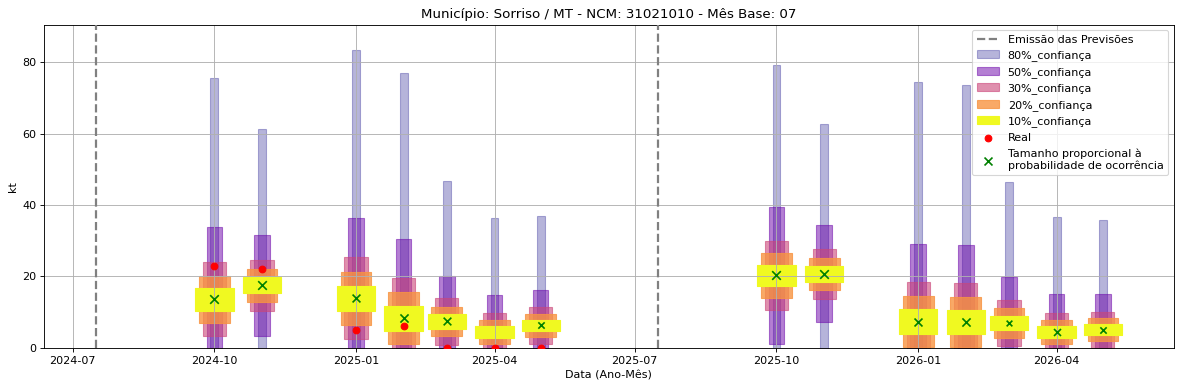 Município: Sorriso / MT - NCM: 31021010 - Mês Base: 07
Emissão das Previsões
80%_confiança
50%_confiança
30%_confiança
20%_confiança
10%_confiança
Real
Tamanho proporcional à
probabilidade de ocorrência
kt
80
60
40
20
0
2024-07
2024-10
2025-01
2025-04
2025-07
2025-10
2026-01
2026-04
Data (Ano-Mês)